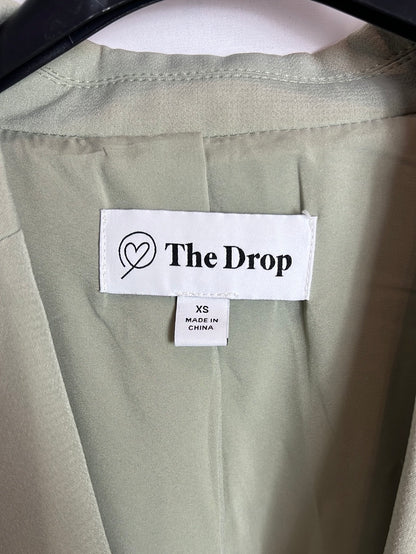 The Drop
XS
MADE IN
CHINA